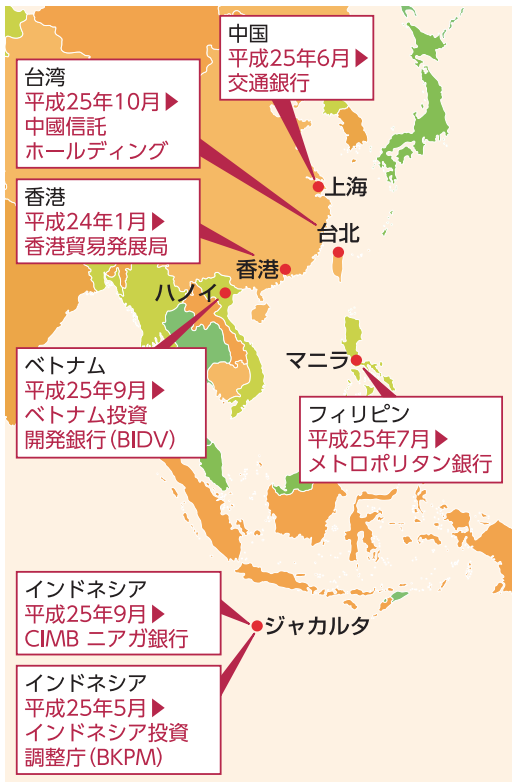 中国
平成25年6月▶
交通銀行
台湾
平成25年10月▶
中國信託
ホールディング
上海
香港
平成24年1月▶
香港貿易発展局
台北
香港
ハノイ
ベトナム
平成25年9月▶
ベトナム投資
開発銀行(BIDV)
マニラ
フィリピン
平成25年7月▶
メトロポリタン銀行
インドネシア
平成25年9月▶
CIMB ニアガ銀行
ジャカルタ
インドネシア
平成25年5月▶
インドネシア投資
調整庁(BKPM)